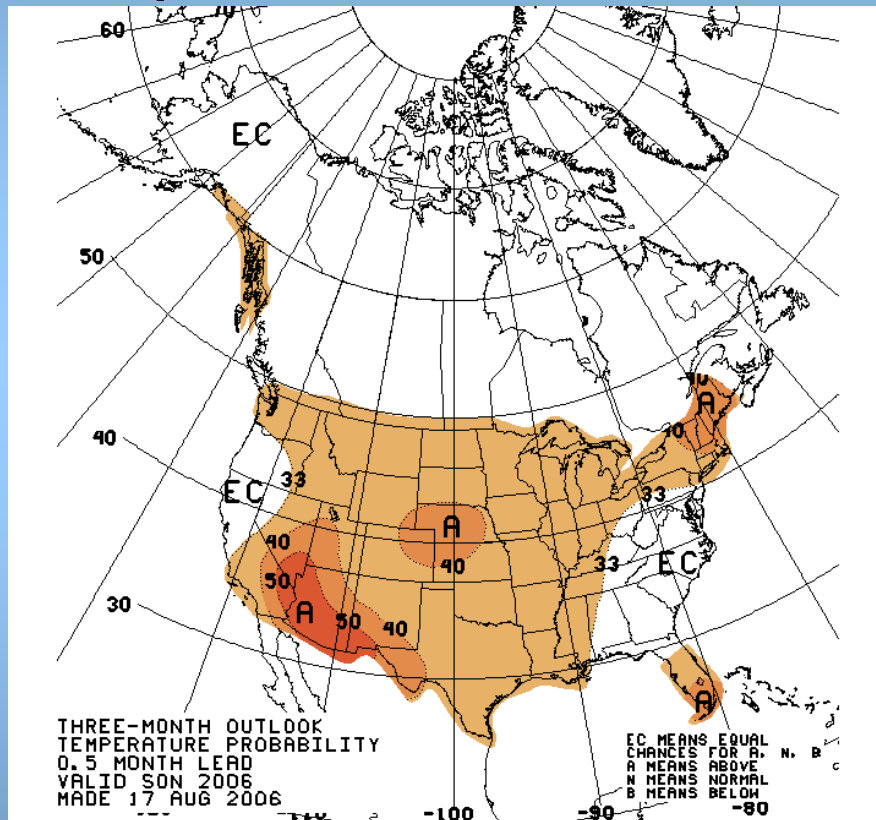 70
60
EC
50
40
A
40
33
33
EC
A
40
40
33
EC
50
30
A
50
40
A
THREE-MONTH OUTLOOK
TEMPERATURE PROBABILITY
0.5 MONTH LEAD
VALID SON 2006
MADE 17 AUG 2006
EC MEANS EQUAL
CHANCES FOR A, N, B
A MEANS ABOVE
N MEANS NORMAL
B MEANS BELOW
-100
-90
-80